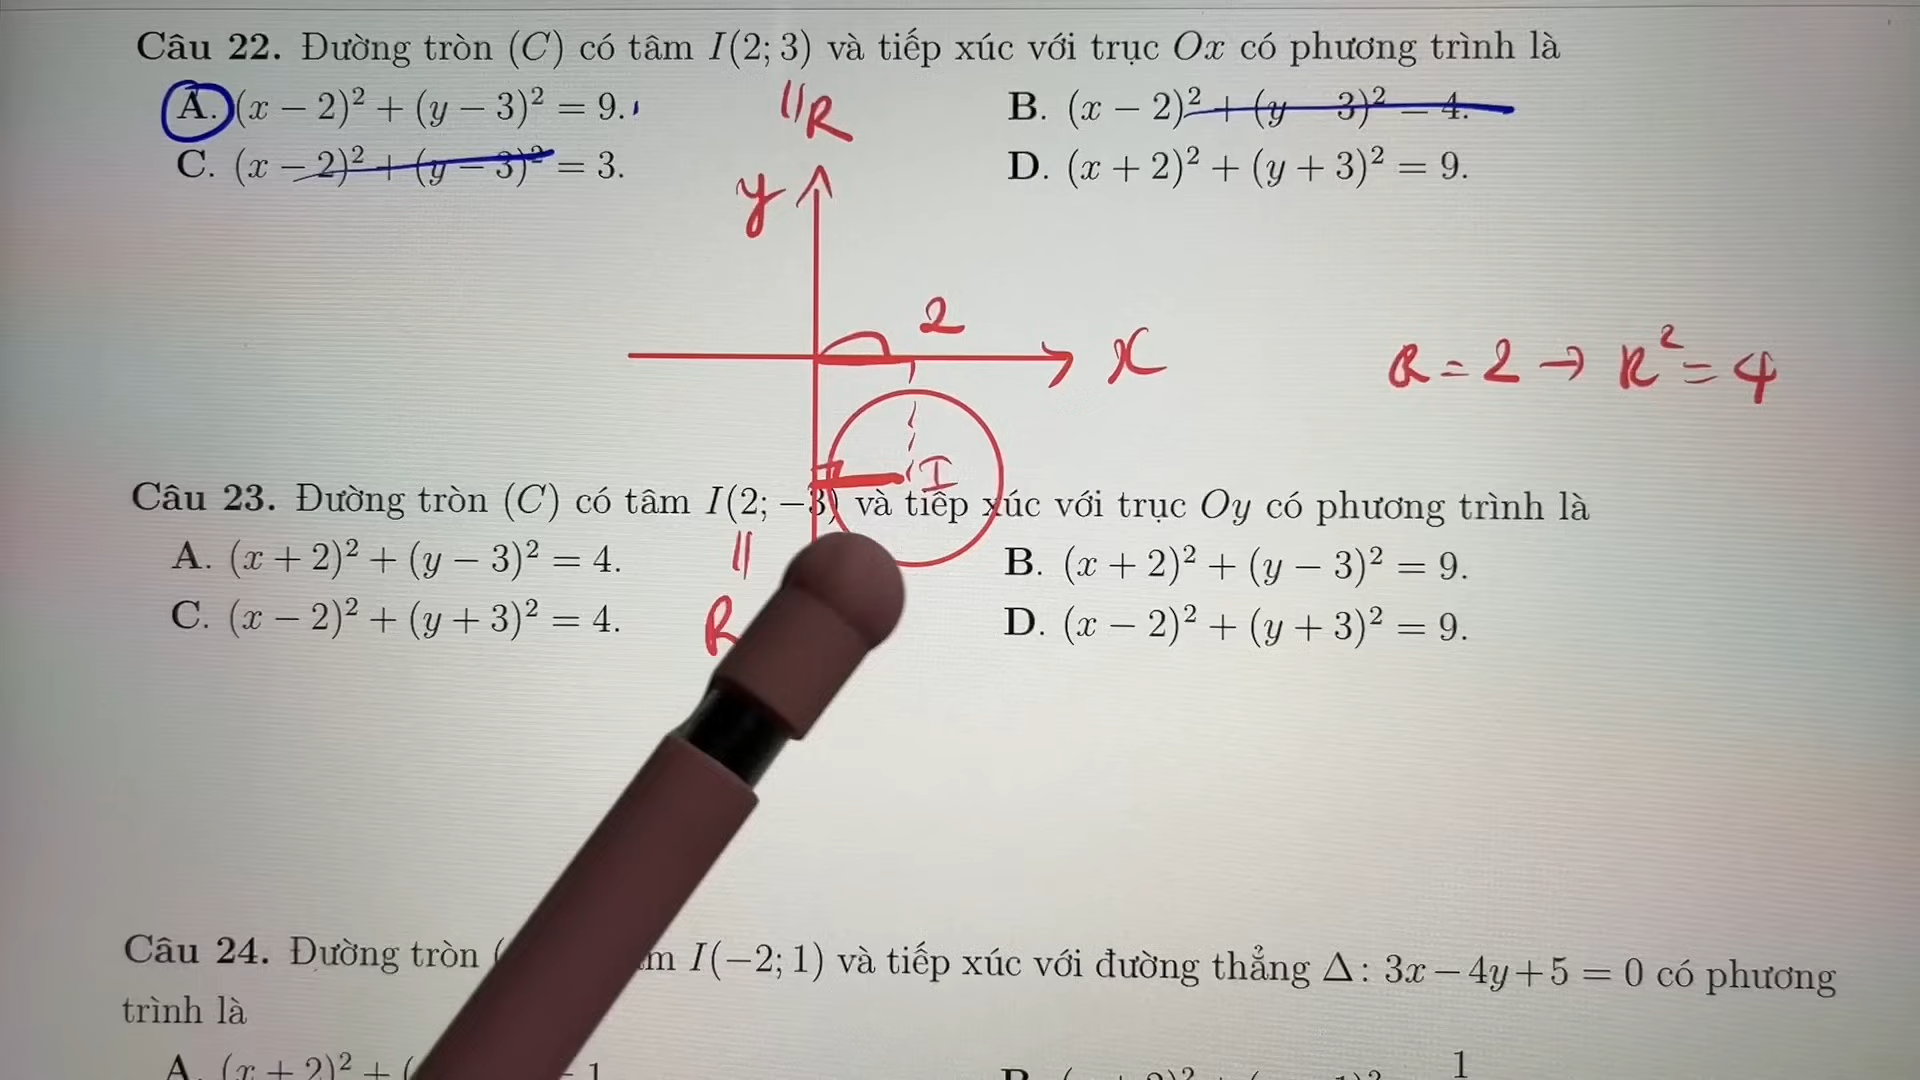 Câu 22. Đường tròn (C) có tâm I(2; 3) và tiếp xúc với trục Ox có phương trình là
A. (x − 2)² + (y − 3)² = 9.
B. (x − 2)² + (y − 3)² = 4.
C. (x − 2)² + (y − 3)² = 3.
D. (x + 2)² + (y + 3)² = 9.
R
y
2
x
R = 2 → R² = 4
I
Câu 23. Đường tròn (C) có tâm I(2; −3) và tiếp xúc với trục Oy có phương trình là
A. (x + 2)² + (y − 3)² = 4.
B. (x + 2)² + (y − 3)² = 9.
C. (x − 2)² + (y + 3)² = 4.
D. (x − 2)² + (y + 3)² = 9.
R
Câu 24. Đường tròn ( m I(−2; 1) và tiếp xúc với đường thẳng Δ: 3x − 4y + 5 = 0 có phương
trình là
A. (x + 2)² + ( 1
1